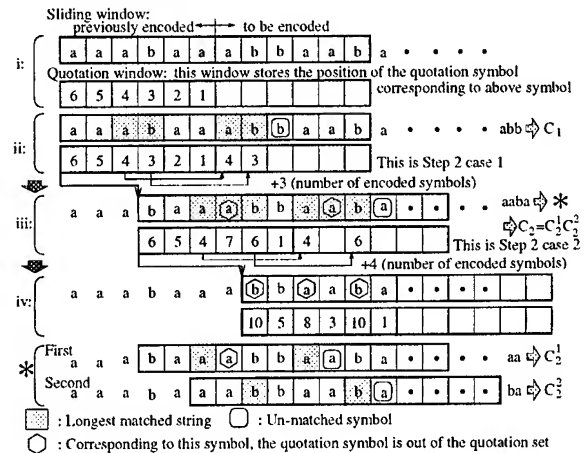 Sliding window:
previously encoded to be encoded
i: a a a b a a a b b a a b a • • • •
Quotation window: this window stores the position of the quotation symbol
corresponding to above symbol
6 5 4 3 2 1
ii: a a a b a a a b b a a b a • • • • abb ⇨ C₁
6 5 4 3 2 1 4 3 This is Step 2 case 1
+3 (number of encoded symbols)
iii: a a a b a a a b b a a b a • • • • aaba ⇨ *
⇨ C₂=C₂¹C₂²
6 5 4 7 6 1 4 6 This is Step 2 case 2
+4 (number of encoded symbols)
iv: a a a b a a a b b a a b a • • • •
10 5 8 3 10 1
* First a a a b a a a b b a a b a • • • • aa ⇨ C₂¹
Second a a a b a a a b b a a b a • • • • ba ⇨ C₂²
: Longest matched string : Un-matched symbol
: Corresponding to this symbol, the quotation symbol is out of the quotation set